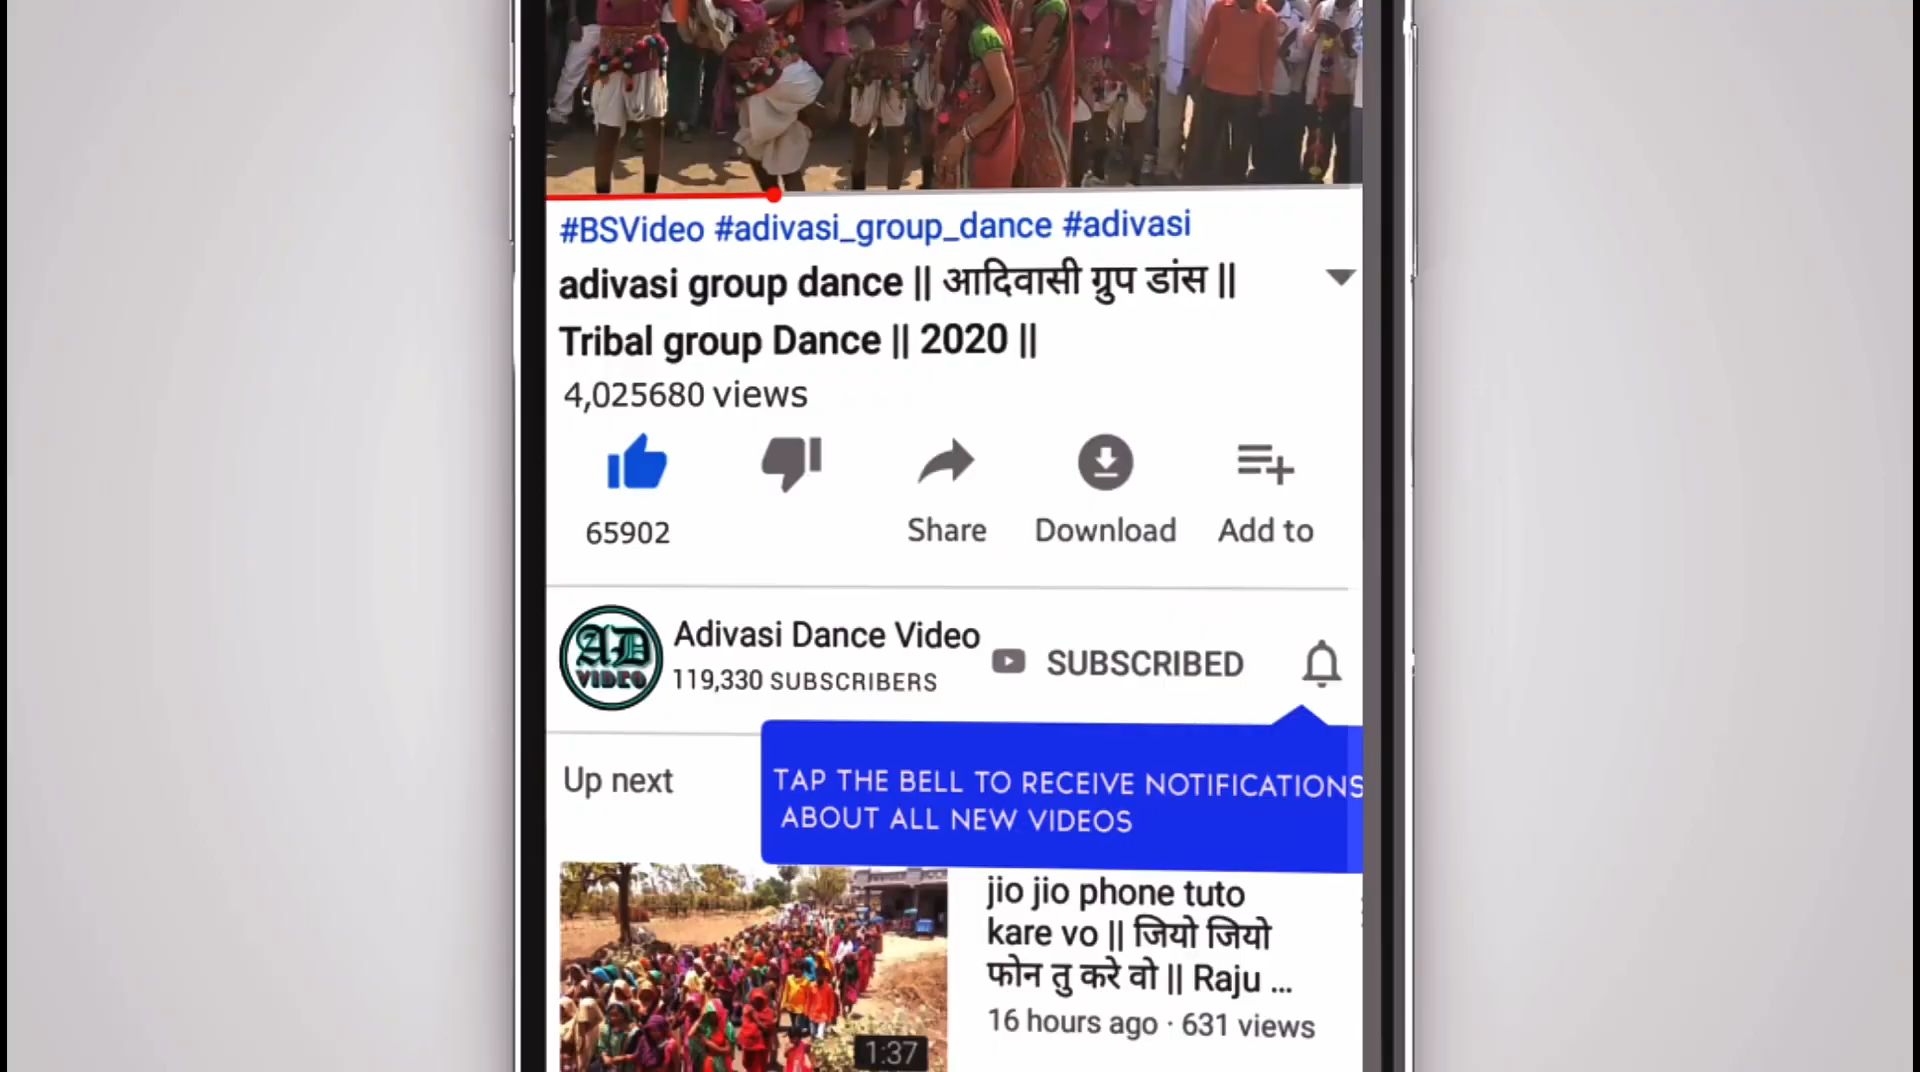 #BSVideo #adivasi_group_dance #adivasi
adivasi group dance || आदिवासी ग्रुप डांस ||
Tribal group Dance || 2020 ||
4,025680 views
65902
Share
Download
Add to
AD
VIDEO
Adivasi Dance Video
119,330 SUBSCRIBERS
SUBSCRIBED
Up next
TAP THE BELL TO RECEIVE NOTIFICATIONS
ABOUT ALL NEW VIDEOS
jio jio phone tuto
kare vo || जियो जियो
फोन तु करे वो || Raju ...
16 hours ago · 631 views
1:37